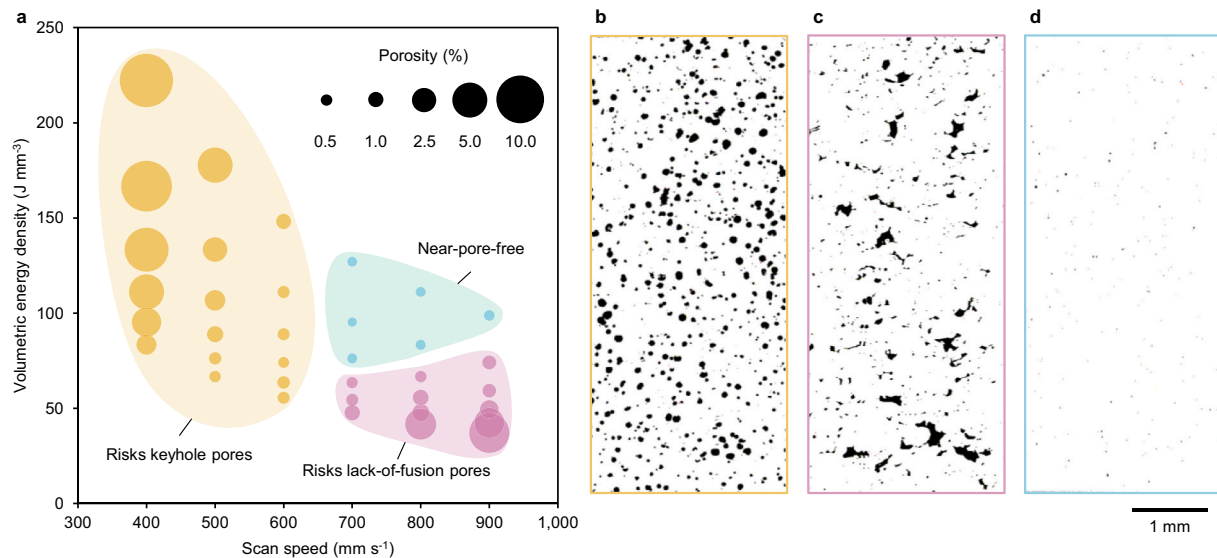 a
b
c
d
250
200
150
100
50
0
Volumetric energy density (J mm⁻³)
Porosity (%)
0.5 1.0 2.5 5.0 10.0
Near-pore-free
Risks keyhole pores
Risks lack-of-fusion pores
300 400 500 600 700 800 900 1,000
Scan speed (mm s⁻¹)
1 mm